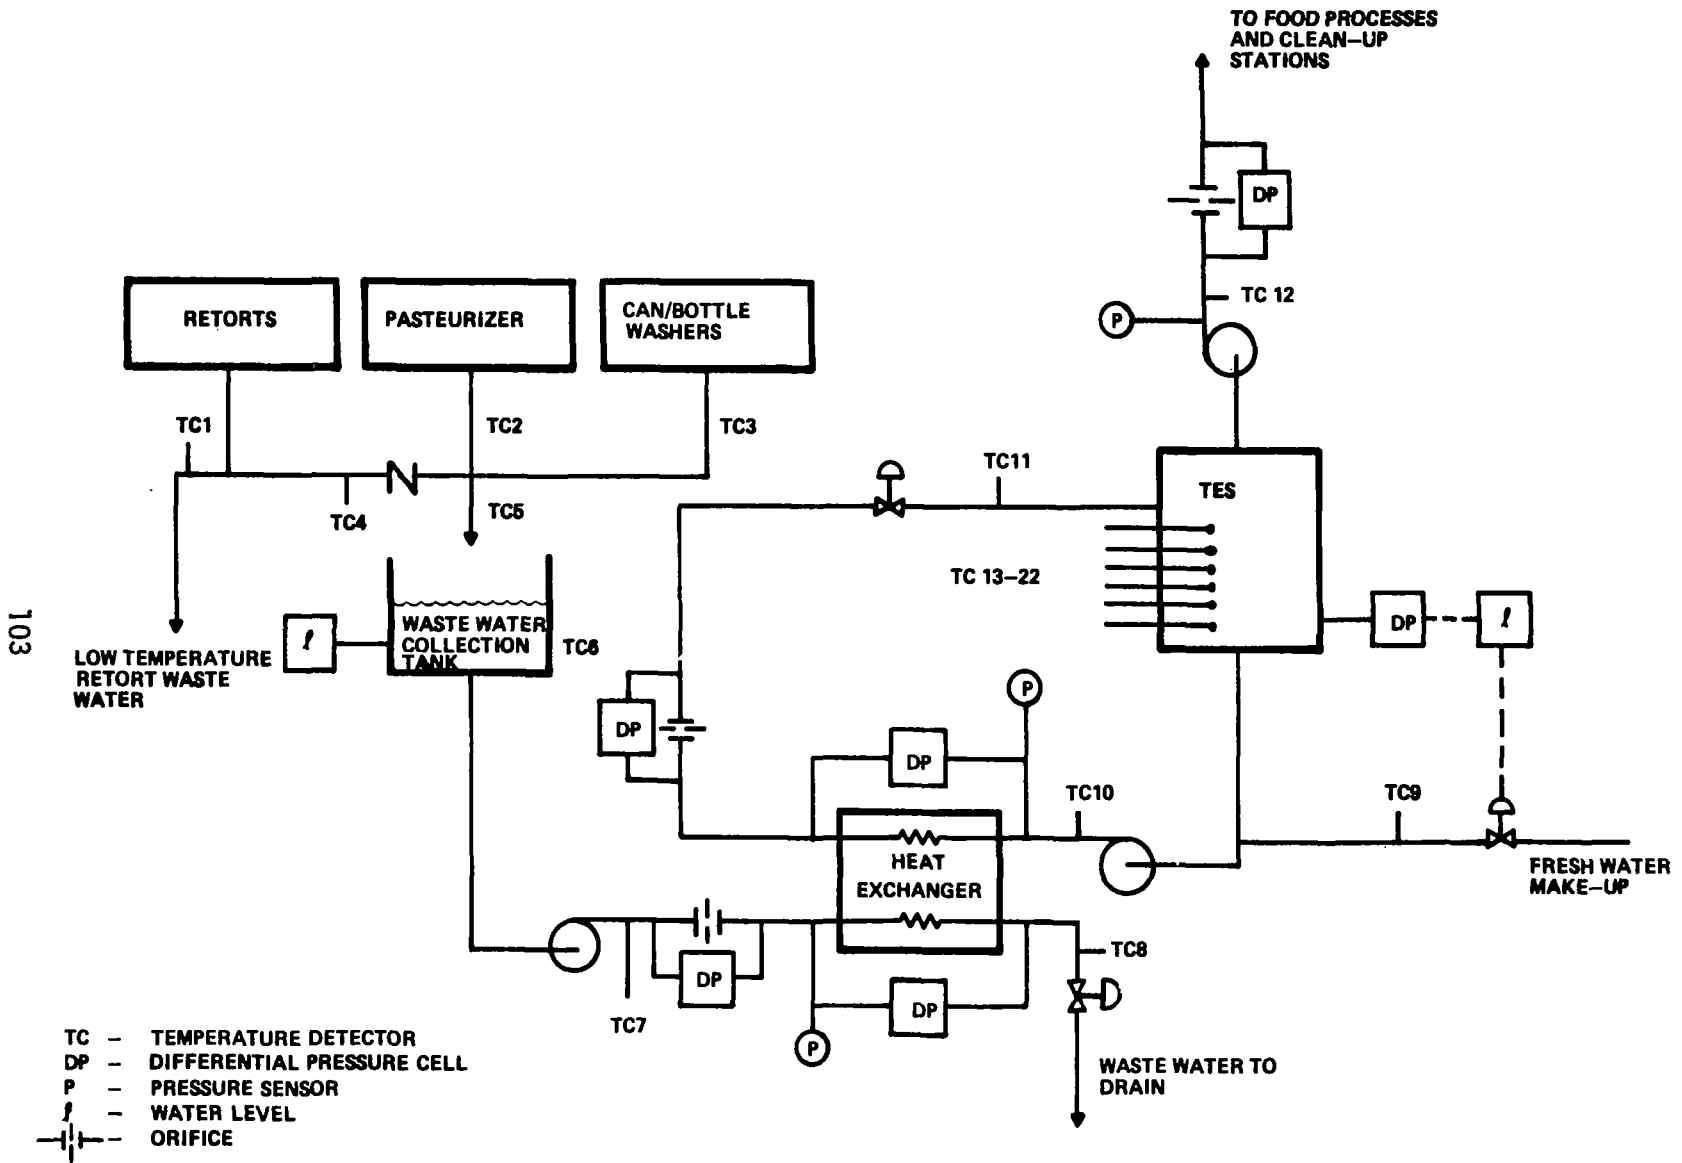 TO FOOD PROCESSES
AND CLEAN-UP
STATIONS
DP
TC 12
P
RETORTS
PASTEURIZER
CAN/BOTTLE
WASHERS
TC1
TC2
TC3
TC4
TC5
TC11
TES
TC 13-22
103
ℓ
WASTE WATER
COLLECTION
TANK
TC6
DP
ℓ
LOW TEMPERATURE
RETORT WASTE
WATER
P
DP
DP
TC10
TC9
HEAT
EXCHANGER
FRESH WATER
MAKE-UP
TC8
DP
TC7
DP
P
WASTE WATER TO
DRAIN
TC - TEMPERATURE DETECTOR
DP - DIFFERENTIAL PRESSURE CELL
P - PRESSURE SENSOR
ℓ - WATER LEVEL
- ORIFICE